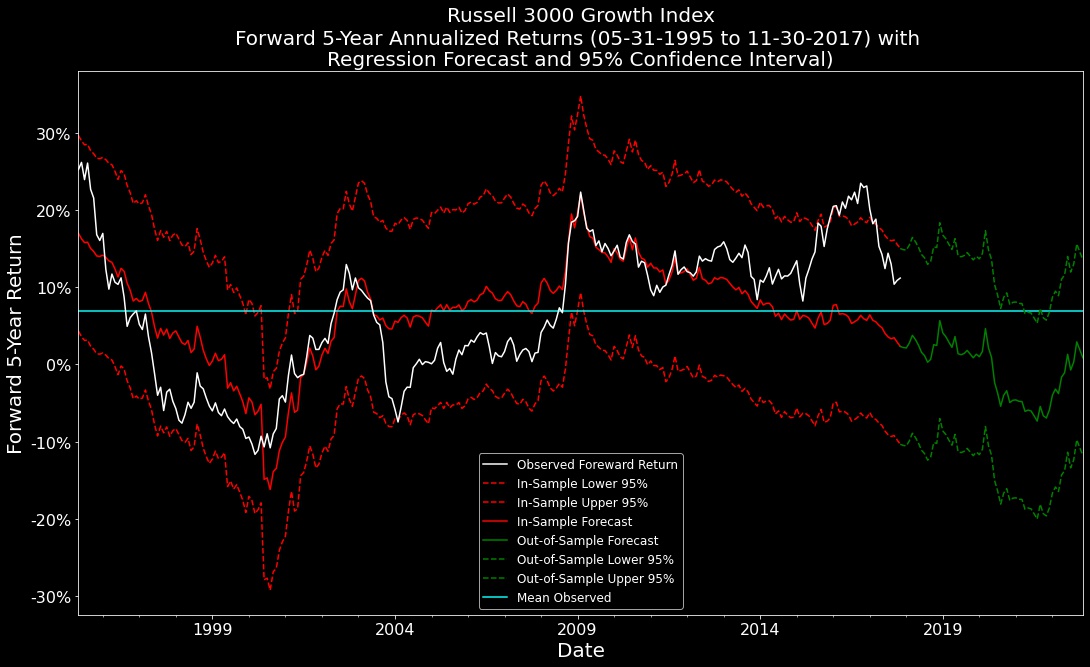 Russell 3000 Growth Index
Forward 5-Year Annualized Returns (05-31-1995 to 11-30-2017) with
Regression Forecast and 95% Confidence Interval)
Forward 5-Year Return
30%
20%
10%
0%
-10%
-20%
-30%
Observed Foreward Return
In-Sample Lower 95%
In-Sample Upper 95%
In-Sample Forecast
Out-of-Sample Forecast
Out-of-Sample Lower 95%
Out-of-Sample Upper 95%
Mean Observed
1999
2004
2009
2014
2019
Date